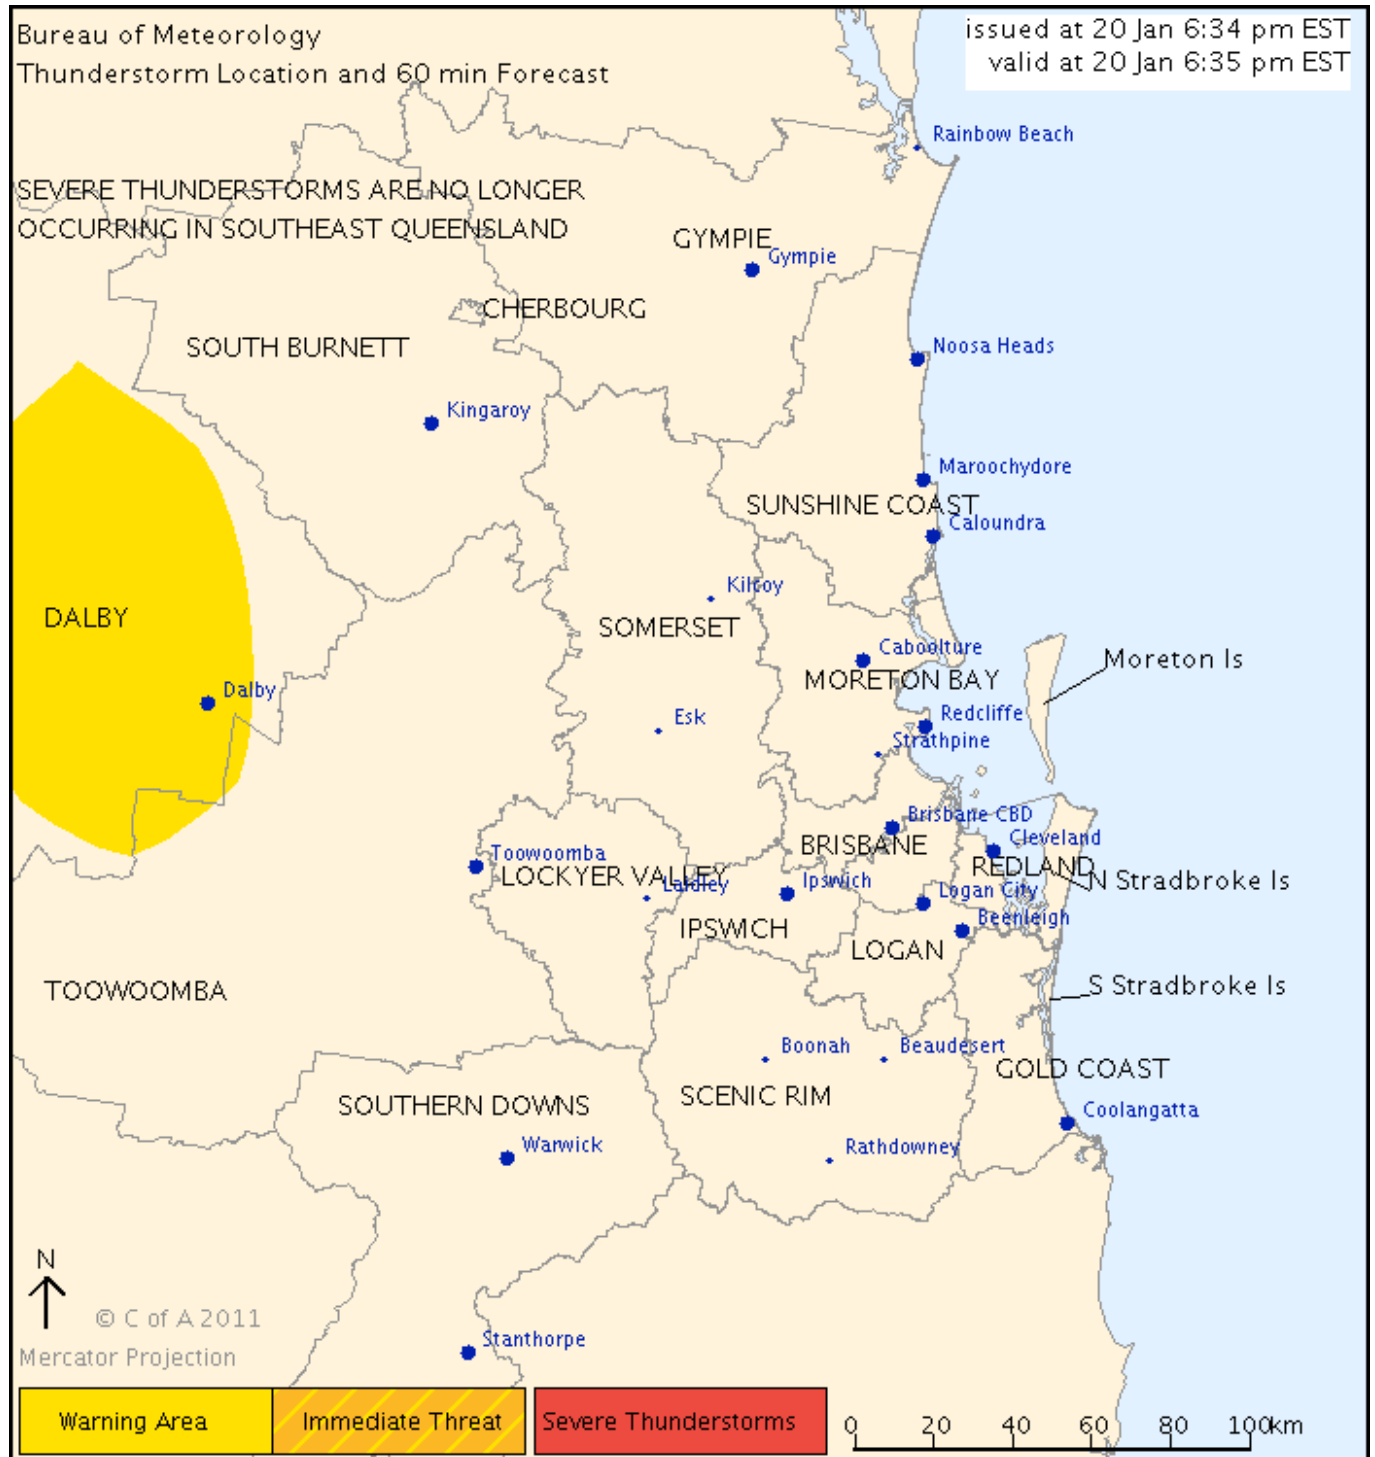 Bureau of Meteorology
Thunderstorm Location and 60 min Forecast
issued at 20 Jan 6:34 pm EST
valid at 20 Jan 6:35 pm EST
Rainbow Beach
SEVERE THUNDERSTORMS ARE NO LONGER
OCCURRING IN SOUTHEAST QUEENSLAND
GYMPIE
Gympie
CHERBOURG
SOUTH BURNETT
Noosa Heads
Kingaroy
Maroochydore
SUNSHINE COAST
Caloundra
Kilcoy
DALBY
SOMERSET
Caboolture
Moreton Is
MORETON BAY
Dalby
Esk
Redcliffe
Strathpine
Brisbane CBD
BRISBANE
Cleveland
Toowoomba
REDLAND
LOCKYER VALLEY
Laidley
Ipswich
N Stradbroke Is
Logan City
Beenleigh
IPSWICH
LOGAN
TOOWOOMBA
S Stradbroke Is
Boonah
Beaudesert
GOLD COAST
SCENIC RIM
SOUTHERN DOWNS
Coolangatta
Warwick
Rathdowney
N
© C of A 2011
Stanthorpe
Mercator Projection
Warning Area
Immediate Threat
Severe Thunderstorms
0 20 40 60 80 100km